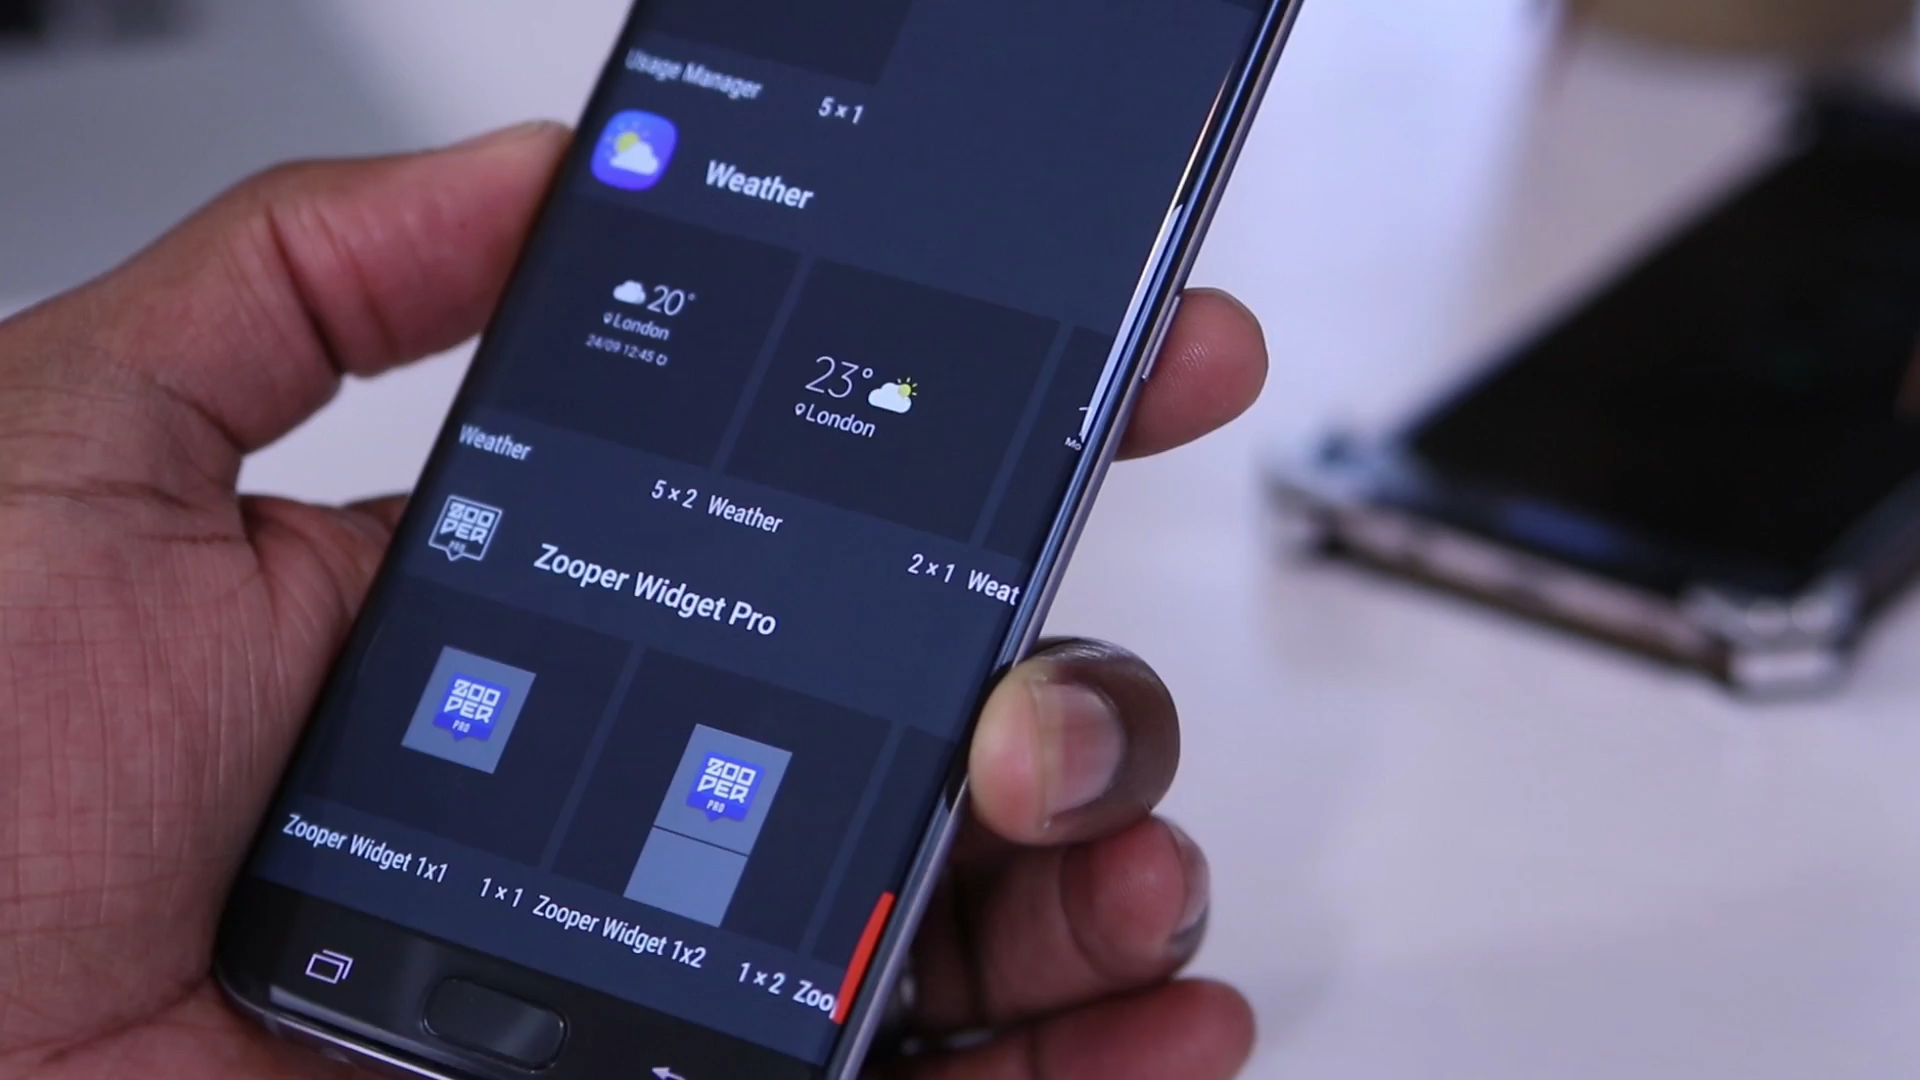 Usage Manager
5 × 1
Weather
20°
London
24/09 12:45
23°
London
Mo
Weather
5 × 2
Weather
2 × 1
Weat
ZOO
PER
PRO
Zooper Widget Pro
ZOO
PER
PRO
ZOO
PER
PRO
Zooper Widget 1x1
1 × 1
Zooper Widget 1x2
1 × 2
Zoo